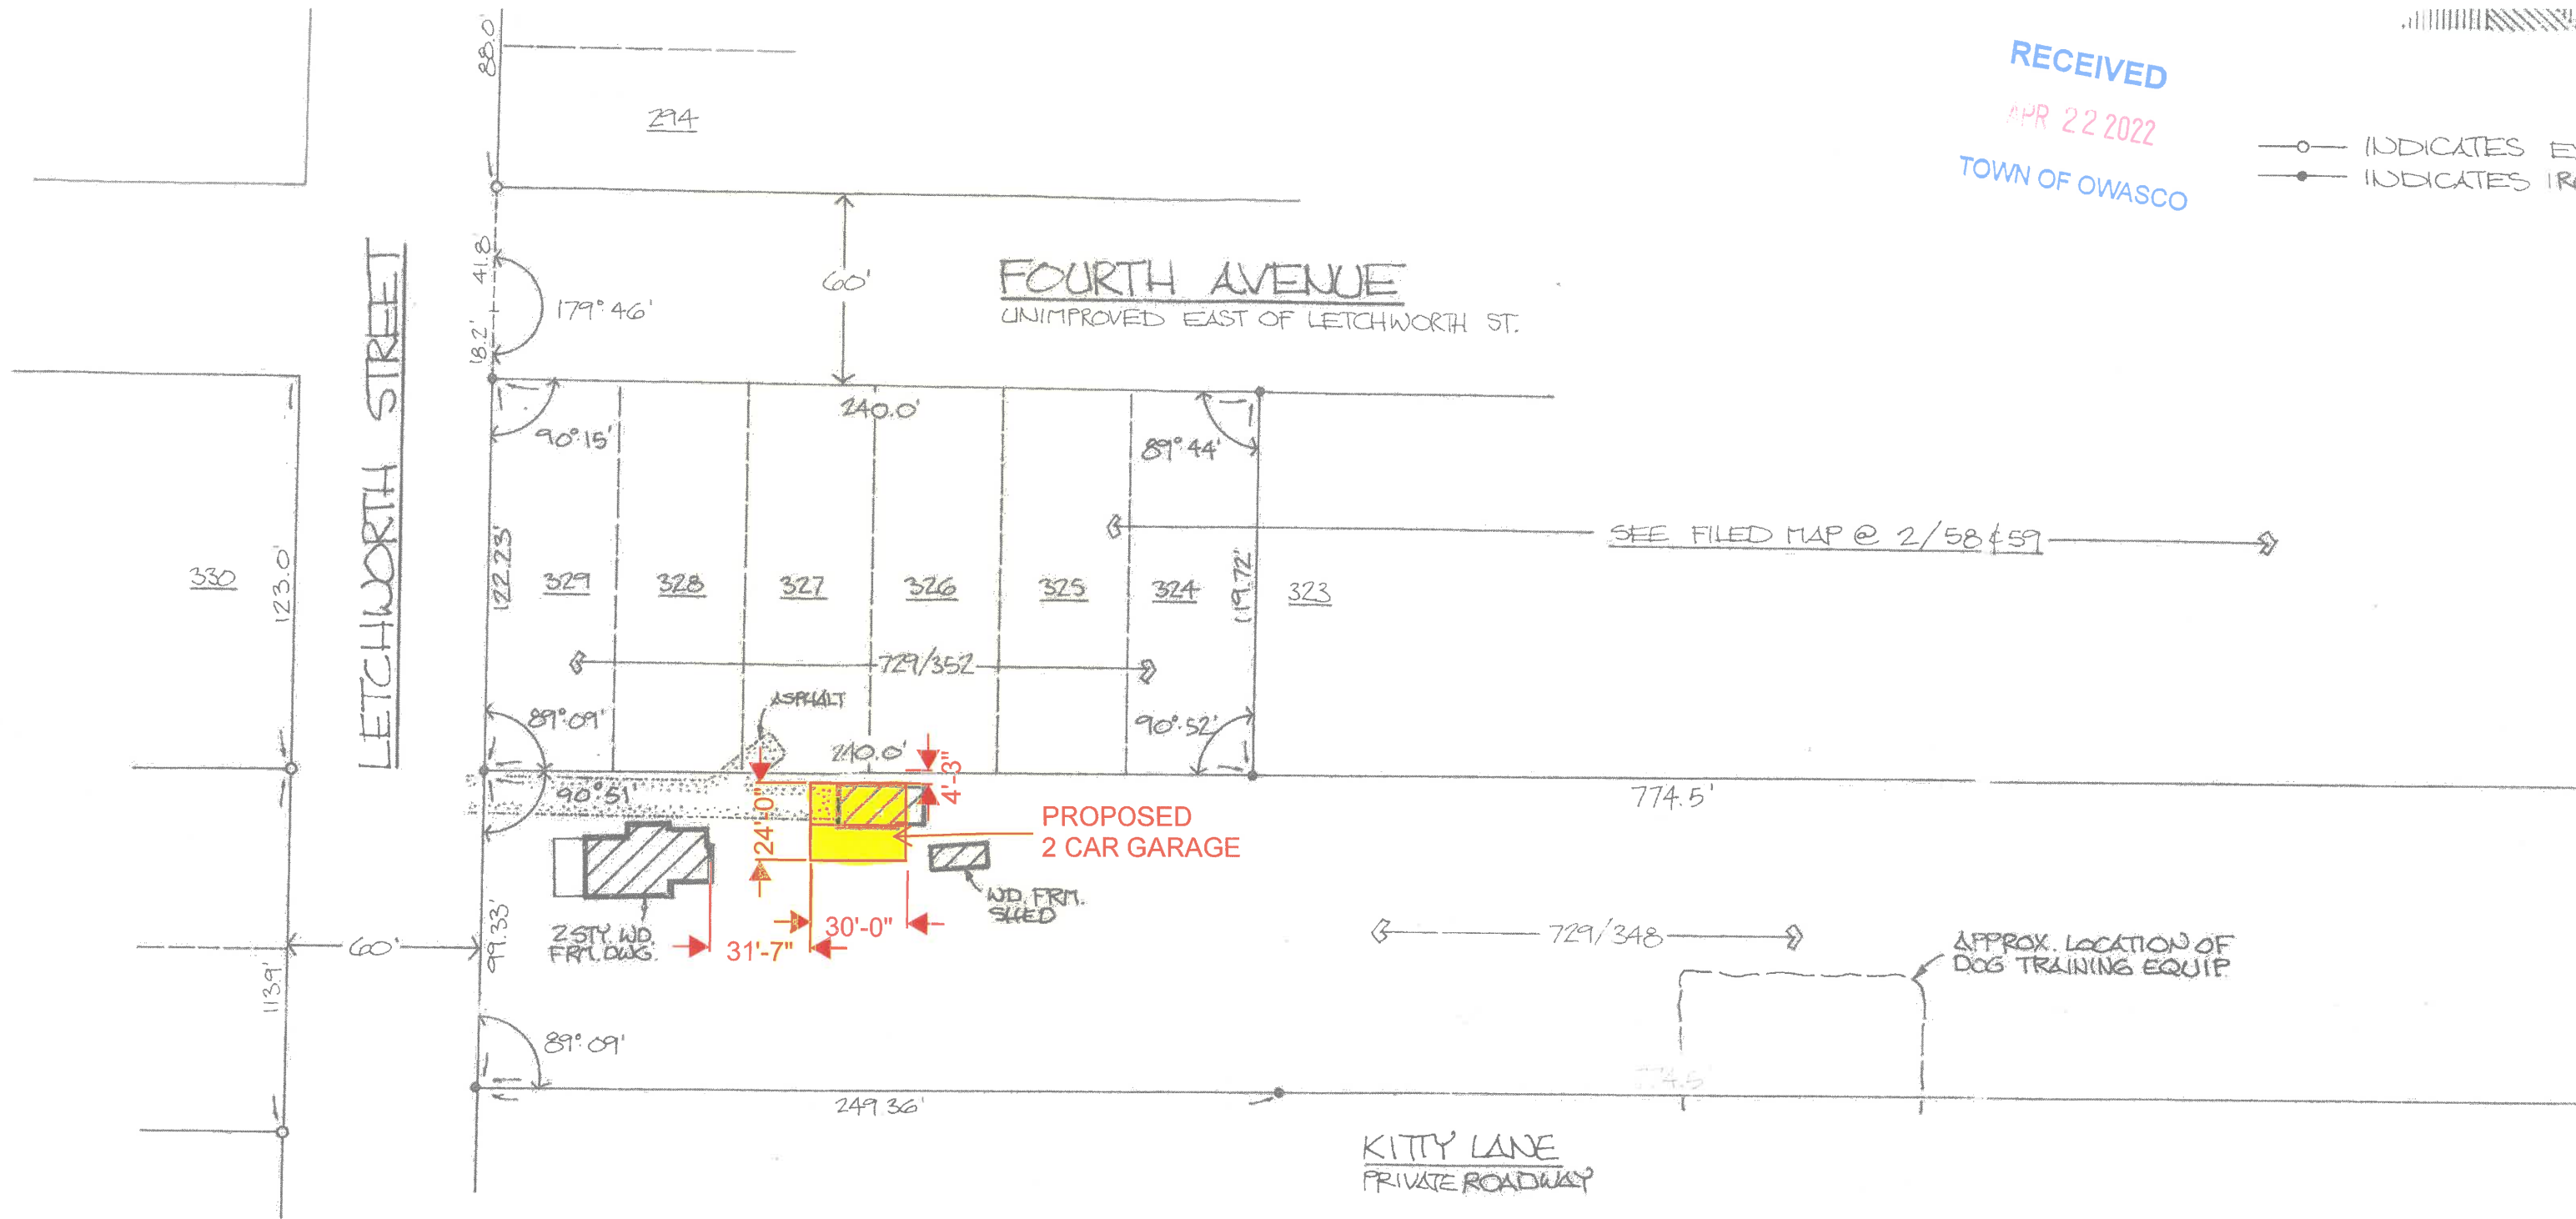 RECEIVED
APR 22 2022
TOWN OF OWASCO
INDICATES
INDICATES
88.0'
294
41.8
18.2'
179°46'
60'
FOURTH AVENUE
UNIMPROVED EAST OF LETCHWORTH ST.
LETCHWORTH STREET
240.0'
90°15'
89°44'
330
123.0'
122.23'
329
328
327
326
325
324
119.72'
323
SEE FILED MAP @ 2/58 & 59
729/352
ASPHALT
89°09'
90°52'
240.0'
4'-3"
90°51'
24'-0"
PROPOSED
2 CAR GARAGE
774.5'
WD. FRM.
SHED
2 STY. WD
FRM. DWG.
31'-7"
30'-0"
60'
99.33'
113.9'
729/348
APPROX. LOCATION OF
DOG TRAINING EQUIP.
89°09'
249.36'
774.5'
KITTY LANE
PRIVATE ROADWAY